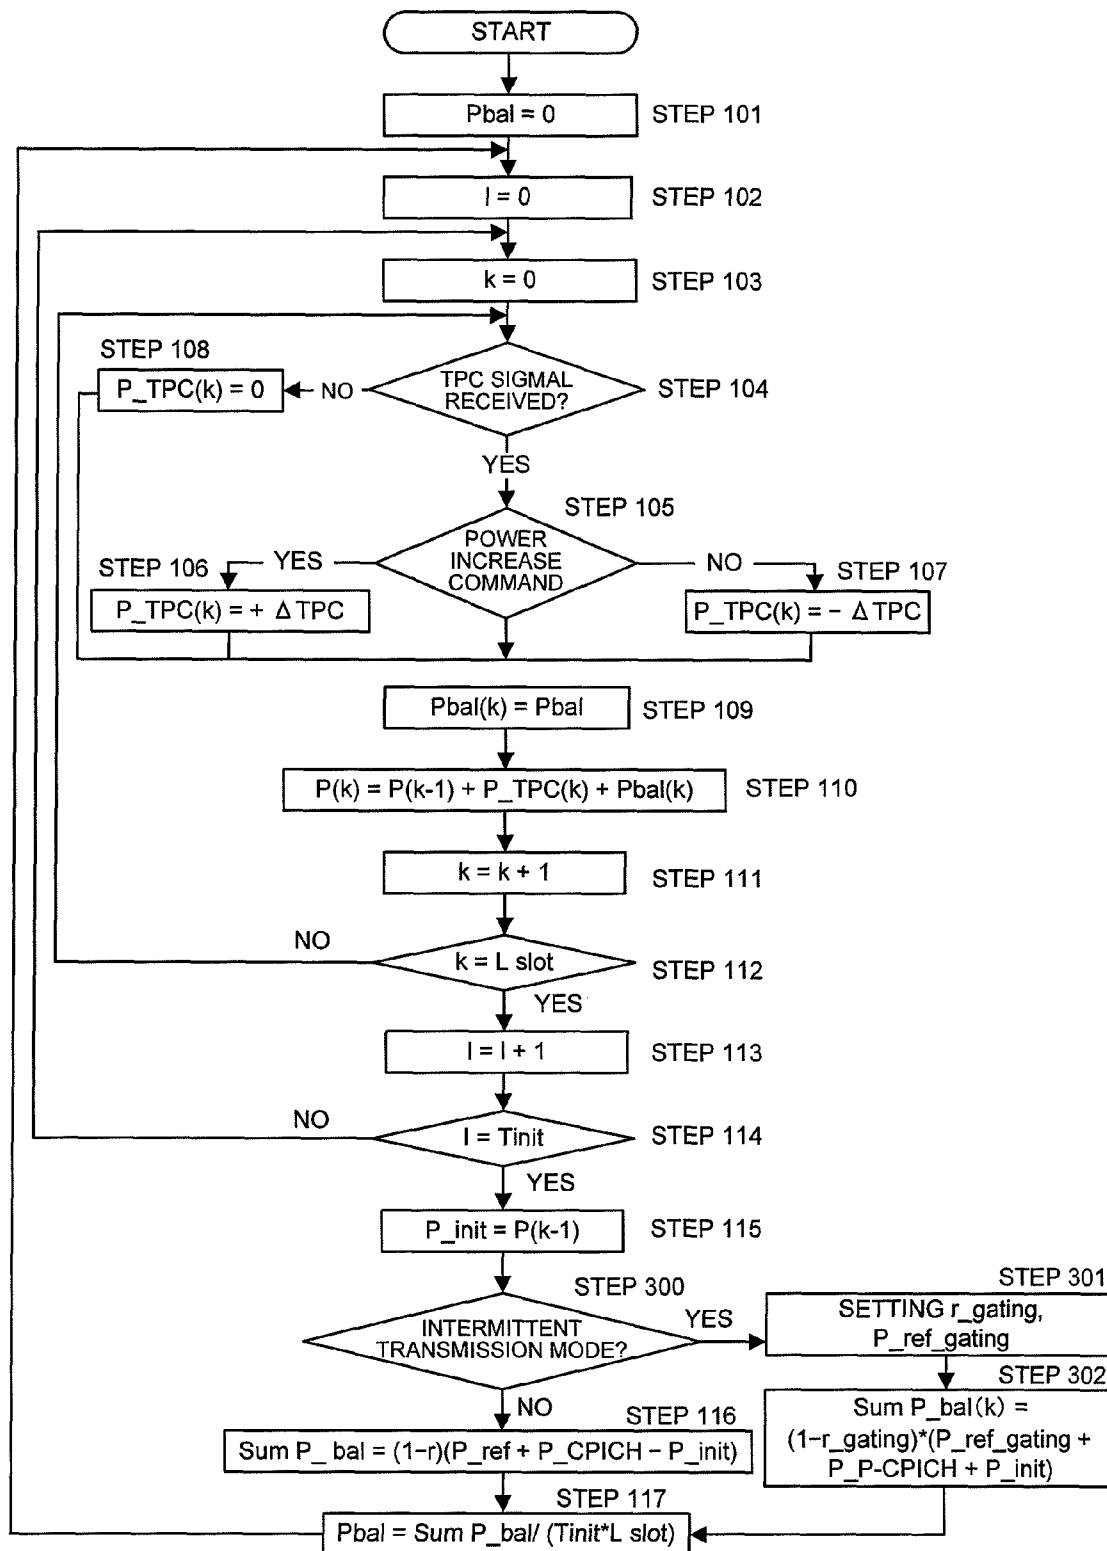 START
Pbal = 0
STEP 101
l = 0
STEP 102
k = 0
STEP 103
STEP 108
P_TPC(k) = 0
NO
TPC SIGMAL
RECEIVED?
STEP 104
YES
STEP 105
POWER
INCREASE
COMMAND
YES
NO
STEP 106
P_TPC(k) = + Δ TPC
STEP 107
P_TPC(k) = − Δ TPC
Pbal(k) = Pbal
STEP 109
P(k) = P(k-1) + P_TPC(k) + Pbal(k)
STEP 110
k = k + 1
STEP 111
NO
k = L slot
STEP 112
YES
l = l + 1
STEP 113
NO
l = Tinit
STEP 114
YES
P_init = P(k-1)
STEP 115
STEP 300
INTERMITTENT
TRANSMISSION MODE?
YES
STEP 301
SETTING r_gating,
P_ref_gating
STEP 302
Sum P_bal(k) =
(1−r_gating)*(P_ref_gating +
P_P-CPICH + P_init)
NO
STEP 116
Sum P_ bal = (1−r)(P_ref + P_CPICH − P_init)
STEP 117
Pbal = Sum P_bal/ (Tinit*L slot)